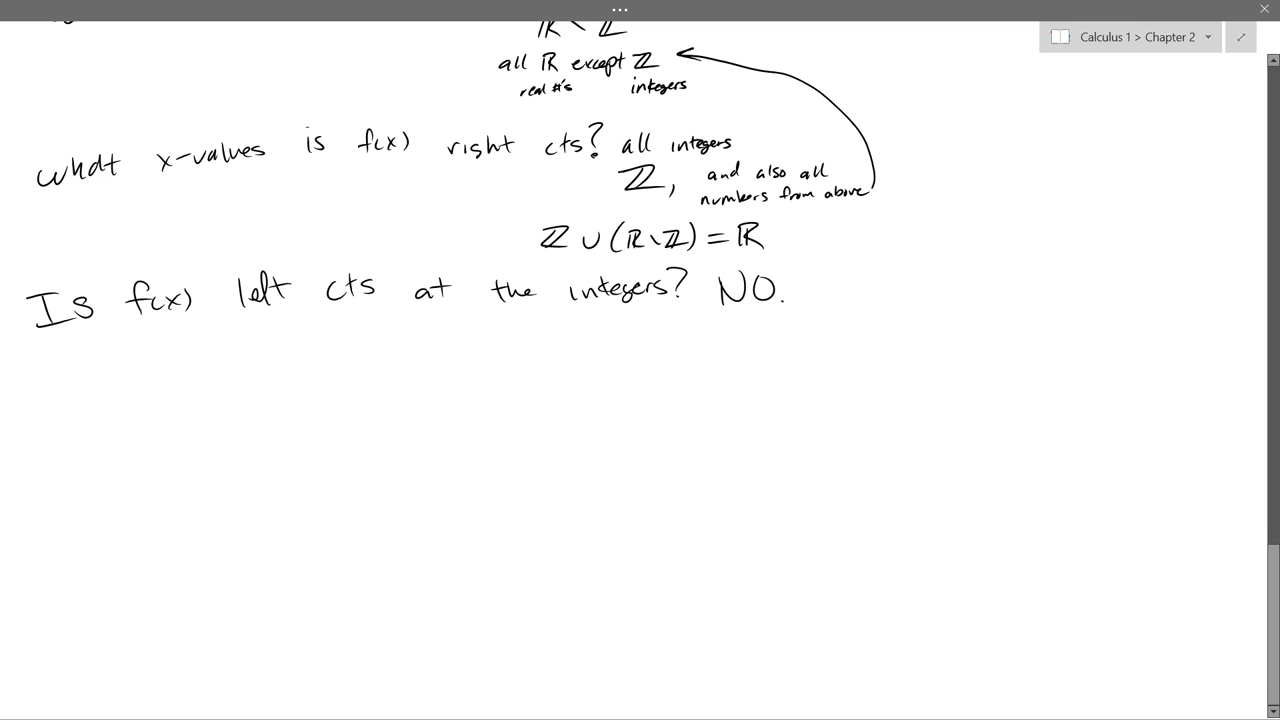 ...
Calculus 1 > Chapter 2
ℝ \ ℤ
all ℝ except ℤ
real #'s integers
What x-values is f(x) right cts? all integers
ℤ, and also all
numbers from above
ℤ ∪ (ℝ\ℤ) = ℝ
Is f(x) left cts at the integers? NO.